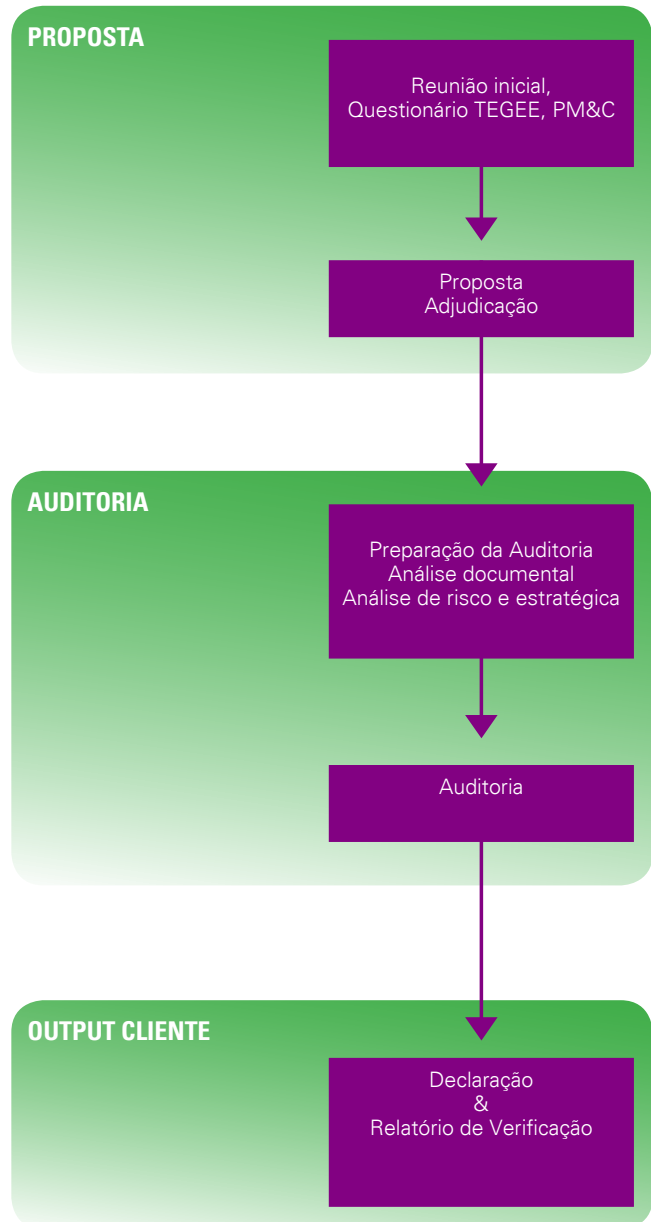 PROPOSTA
Reunião inicial,
Questionário TEGEE, PM&C
Proposta
Adjudicação
AUDITORIA
Preparação da Auditoria
Análise documental
Análise de risco e estratégica
Auditoria
OUTPUT CLIENTE
Declaração
&
Relatório de Verificação